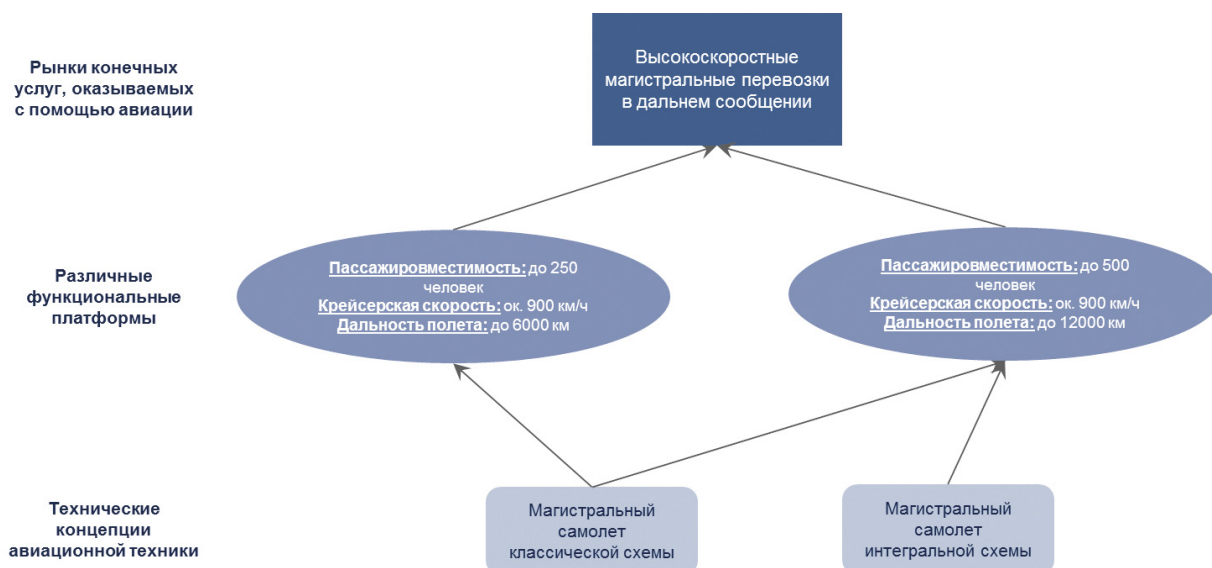 Рынки конечных
услуг, оказываемых
с помощью авиации
Высокоскоростные
магистральные перевозки
в дальнем сообщении
Различные
функциональные
платформы
Пассажировместимость: до 250
человек
Крейсерская скорость: ок. 900 км/ч
Дальность полета: до 6000 км
Пассажировместимость: до 500
человек
Крейсерская скорость: ок. 900 км/ч
Дальность полета: до 12000 км
Технические
концепции
авиационной техники
Магистральный
самолет
классической схемы
Магистральный
самолет
интегральной схемы